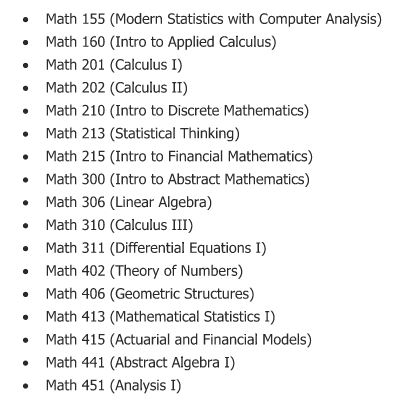 • Math 155 (Modern Statistics with Computer Analysis)
• Math 160 (Intro to Applied Calculus)
• Math 201 (Calculus I)
• Math 202 (Calculus II)
• Math 210 (Intro to Discrete Mathematics)
• Math 213 (Statistical Thinking)
• Math 215 (Intro to Financial Mathematics)
• Math 300 (Intro to Abstract Mathematics)
• Math 306 (Linear Algebra)
• Math 310 (Calculus III)
• Math 311 (Differential Equations I)
• Math 402 (Theory of Numbers)
• Math 406 (Geometric Structures)
• Math 413 (Mathematical Statistics I)
• Math 415 (Actuarial and Financial Models)
• Math 441 (Abstract Algebra I)
• Math 451 (Analysis I)